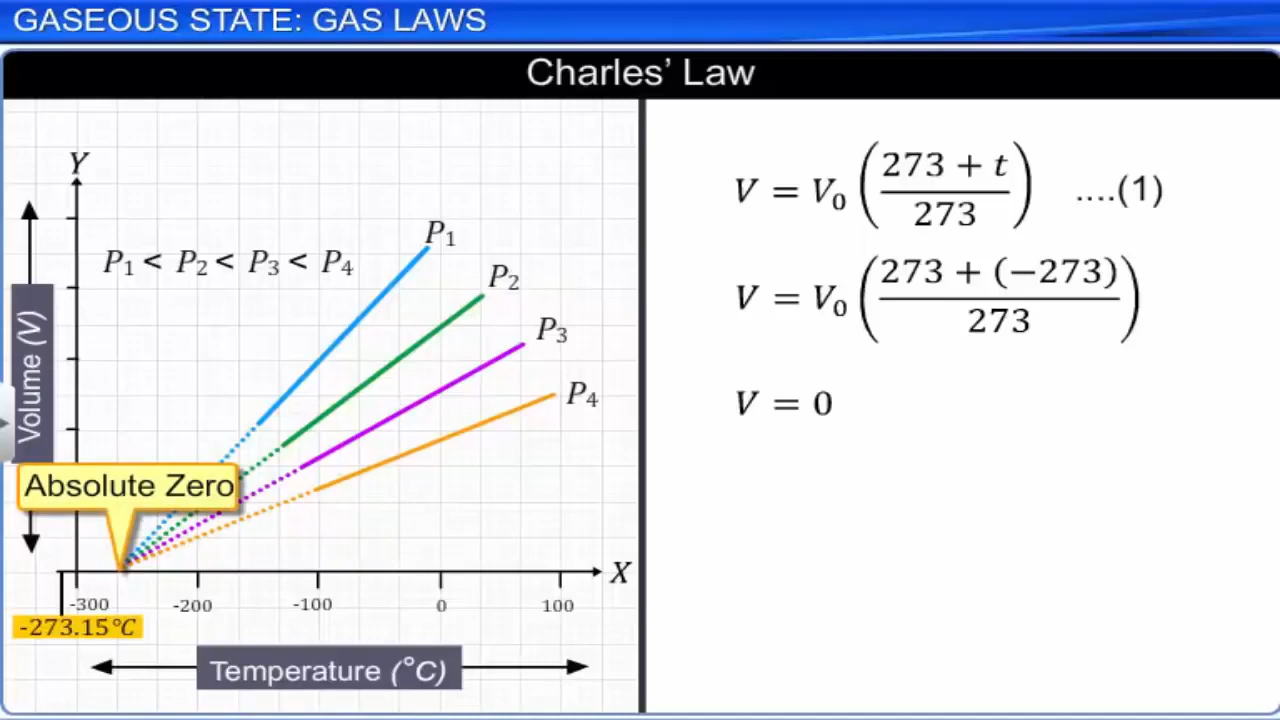 GASEOUS STATE: GAS LAWS
Charles’ Law
Y
P₁ < P₂ < P₃ < P₄
P₁
P₂
P₃
P₄
Volume (V)
Absolute Zero
X
-300 -200 -100 0 100
-273.15°C
Temperature (°C)
V = V₀ ((273 + t)/273) ....(1)
V = V₀ ((273 + (−273))/273)
V = 0